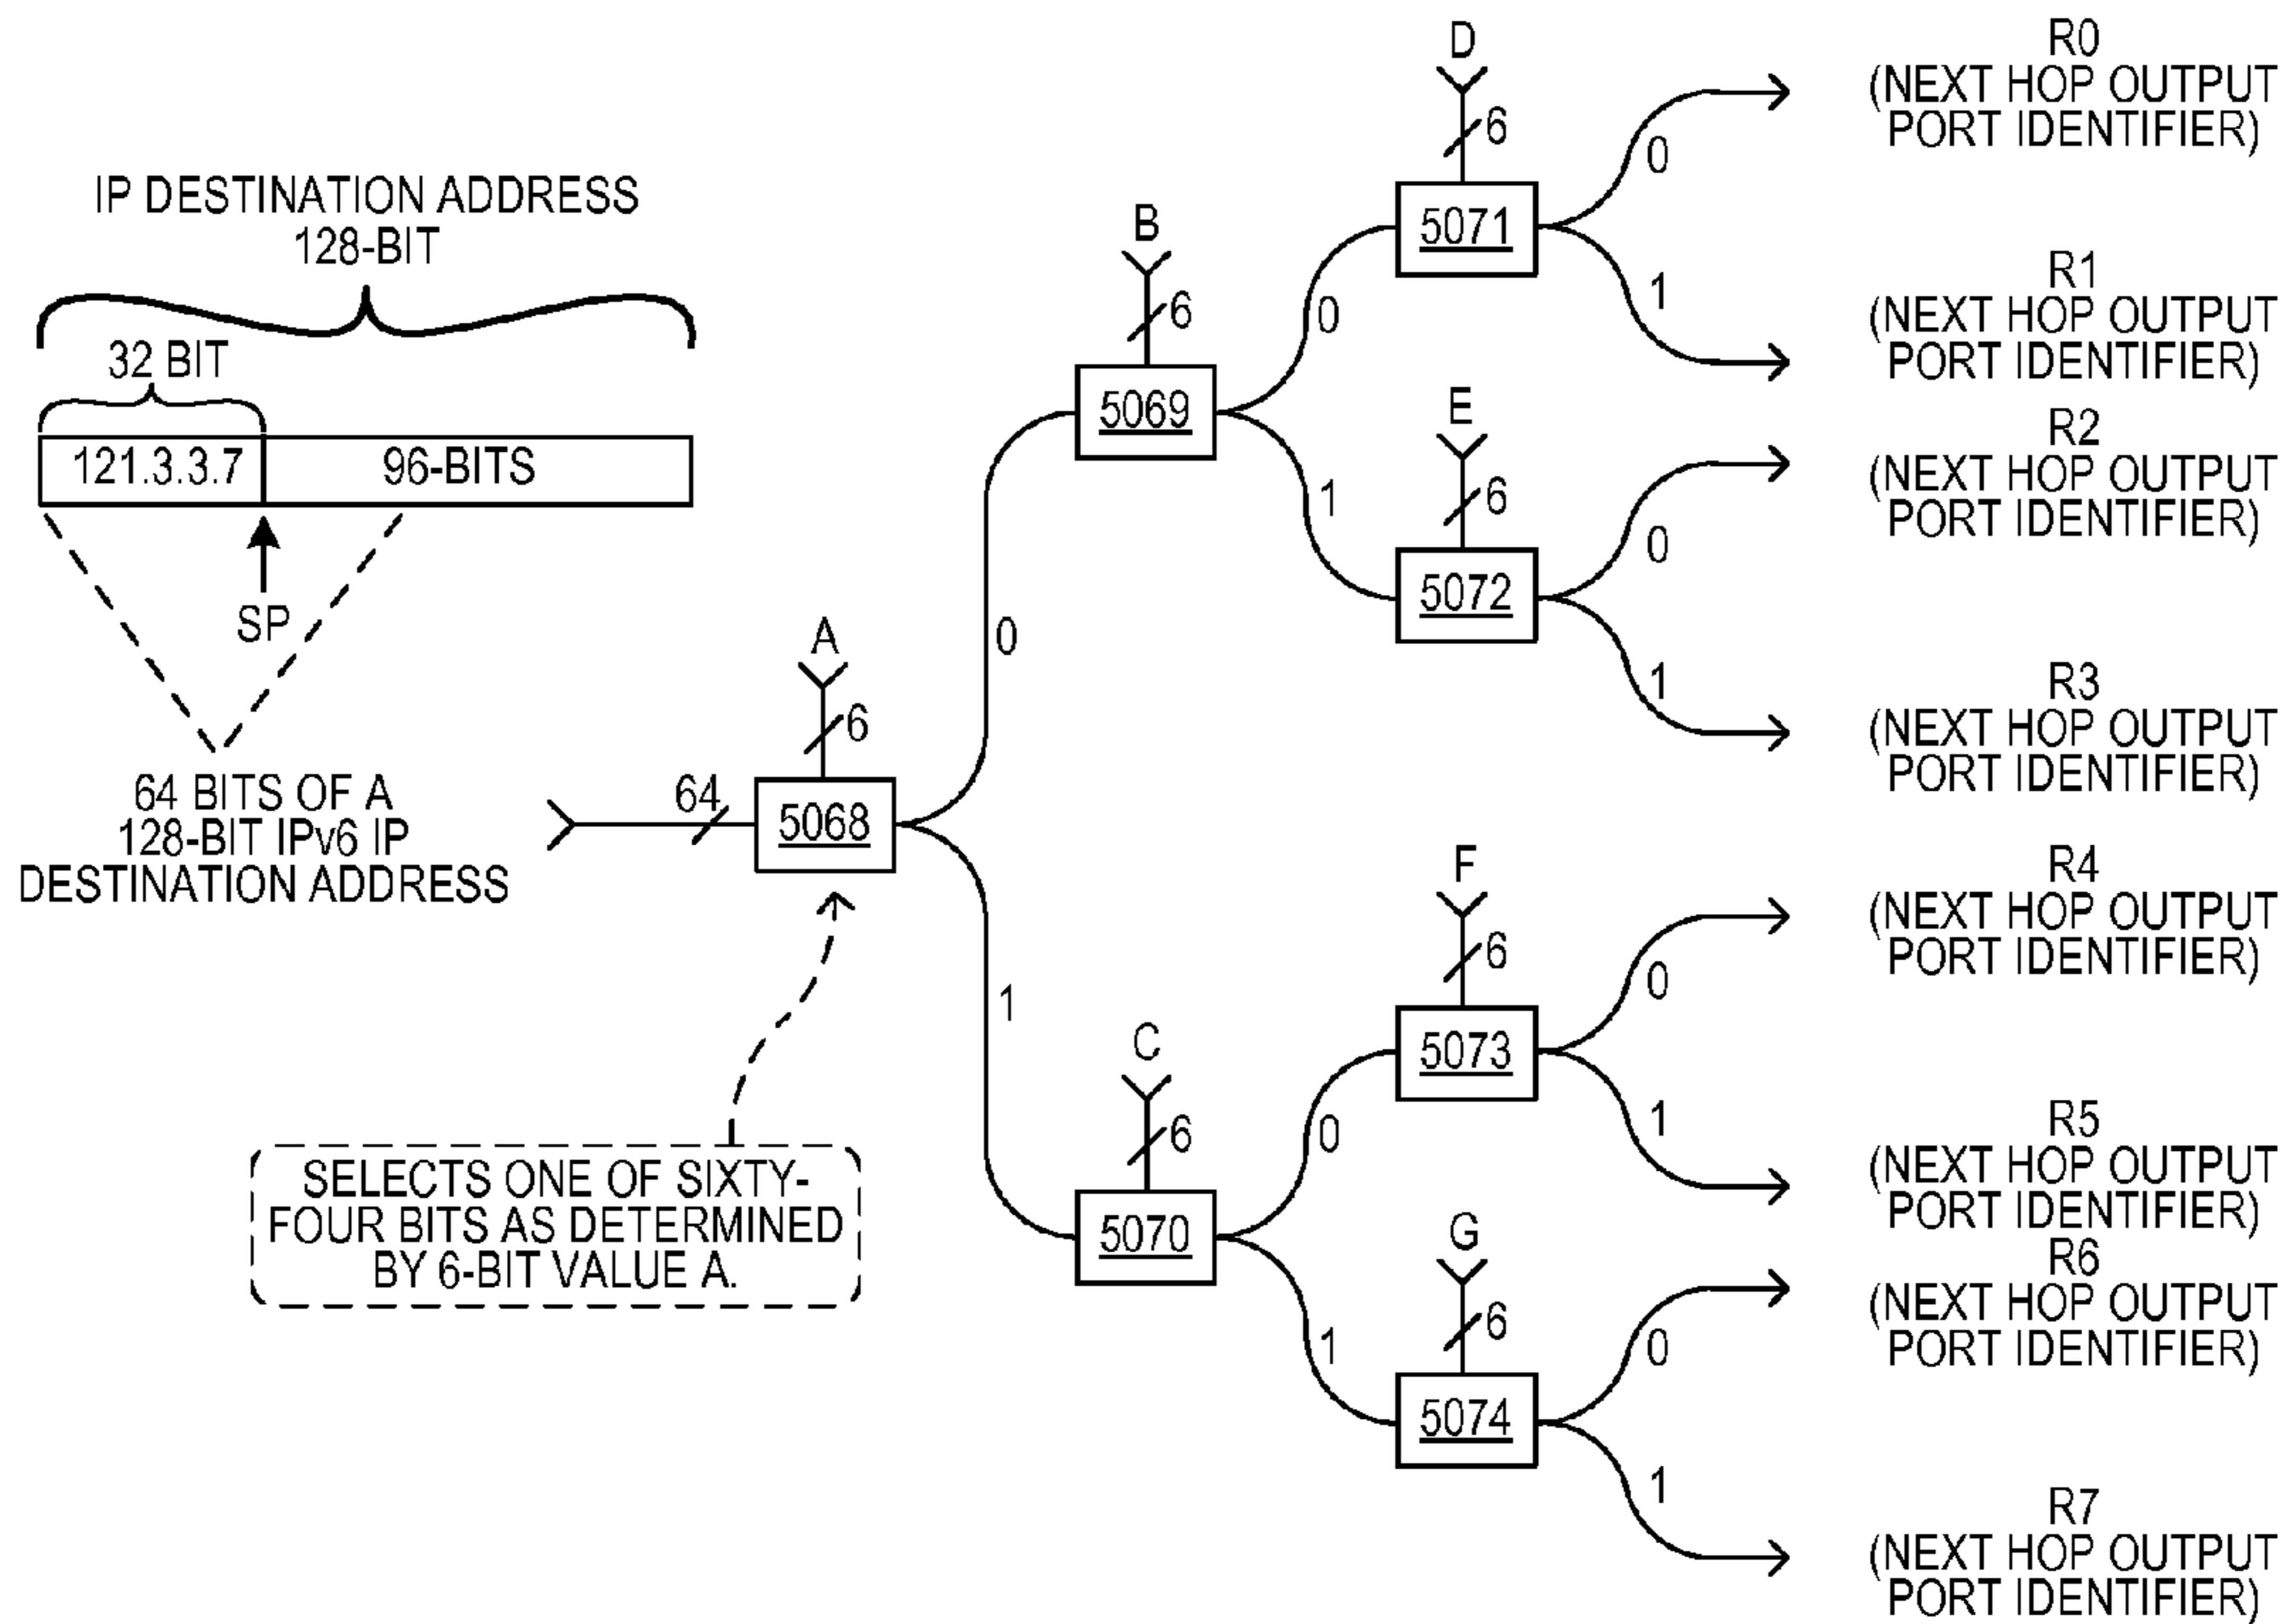 IP DESTINATION ADDRESS
128-BIT
32 BIT
121.3.3.7
96-BITS
SP
64 BITS OF A
128-BIT IPv6 IP
DESTINATION ADDRESS
64
A
6
5068
SELECTS ONE OF SIXTY-
FOUR BITS AS DETERMINED
BY 6-BIT VALUE A.
0
1
B
6
5069
0
1
C
6
5070
0
1
D
6
5071
0
1
E
6
5072
0
1
F
6
5073
0
1
G
6
5074
0
1
R0
(NEXT HOP OUTPUT
PORT IDENTIFIER)
R1
(NEXT HOP OUTPUT
PORT IDENTIFIER)
R2
(NEXT HOP OUTPUT
PORT IDENTIFIER)
R3
(NEXT HOP OUTPUT
PORT IDENTIFIER)
R4
(NEXT HOP OUTPUT
PORT IDENTIFIER)
R5
(NEXT HOP OUTPUT
PORT IDENTIFIER)
R6
(NEXT HOP OUTPUT
PORT IDENTIFIER)
R7
(NEXT HOP OUTPUT
PORT IDENTIFIER)